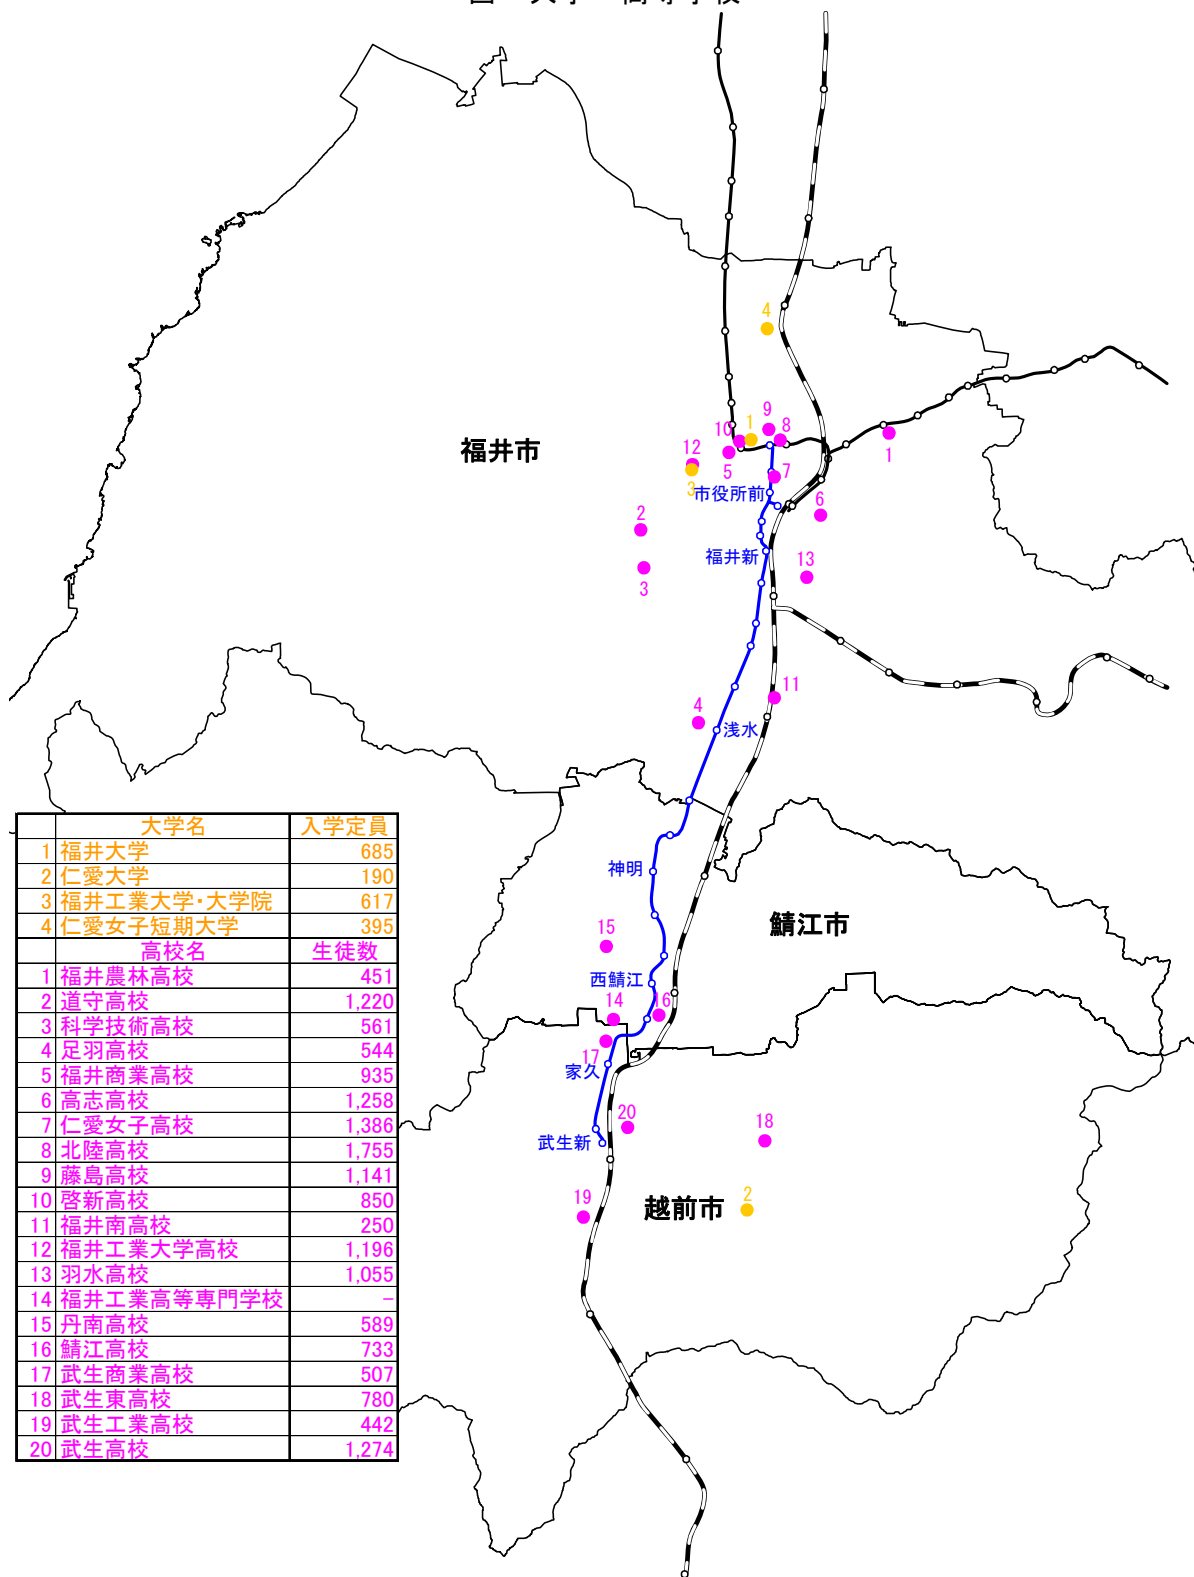 福井市
4
9
10
1
8
12
5
1
3
7
市役所前
2
6
福井新
13
3
11
4
浅水
神明
鯖江市
15
西鯖江
14
16
17
家久
20
18
武生新
19
2
越前市
大学名 入学定員
1 福井大学 685
2 仁愛大学 190
3 福井工業大学・大学院 617
4 仁愛女子短期大学 395
高校名 生徒数
1 福井農林高校 451
2 道守高校 1,220
3 科学技術高校 561
4 足羽高校 544
5 福井商業高校 935
6 高志高校 1,258
7 仁愛女子高校 1,386
8 北陸高校 1,755
9 藤島高校 1,141
10 啓新高校 850
11 福井南高校 250
12 福井工業大学高校 1,196
13 羽水高校 1,055
14 福井工業高等専門学校 −
15 丹南高校 589
16 鯖江高校 733
17 武生商業高校 507
18 武生東高校 780
19 武生工業高校 442
20 武生高校 1,274